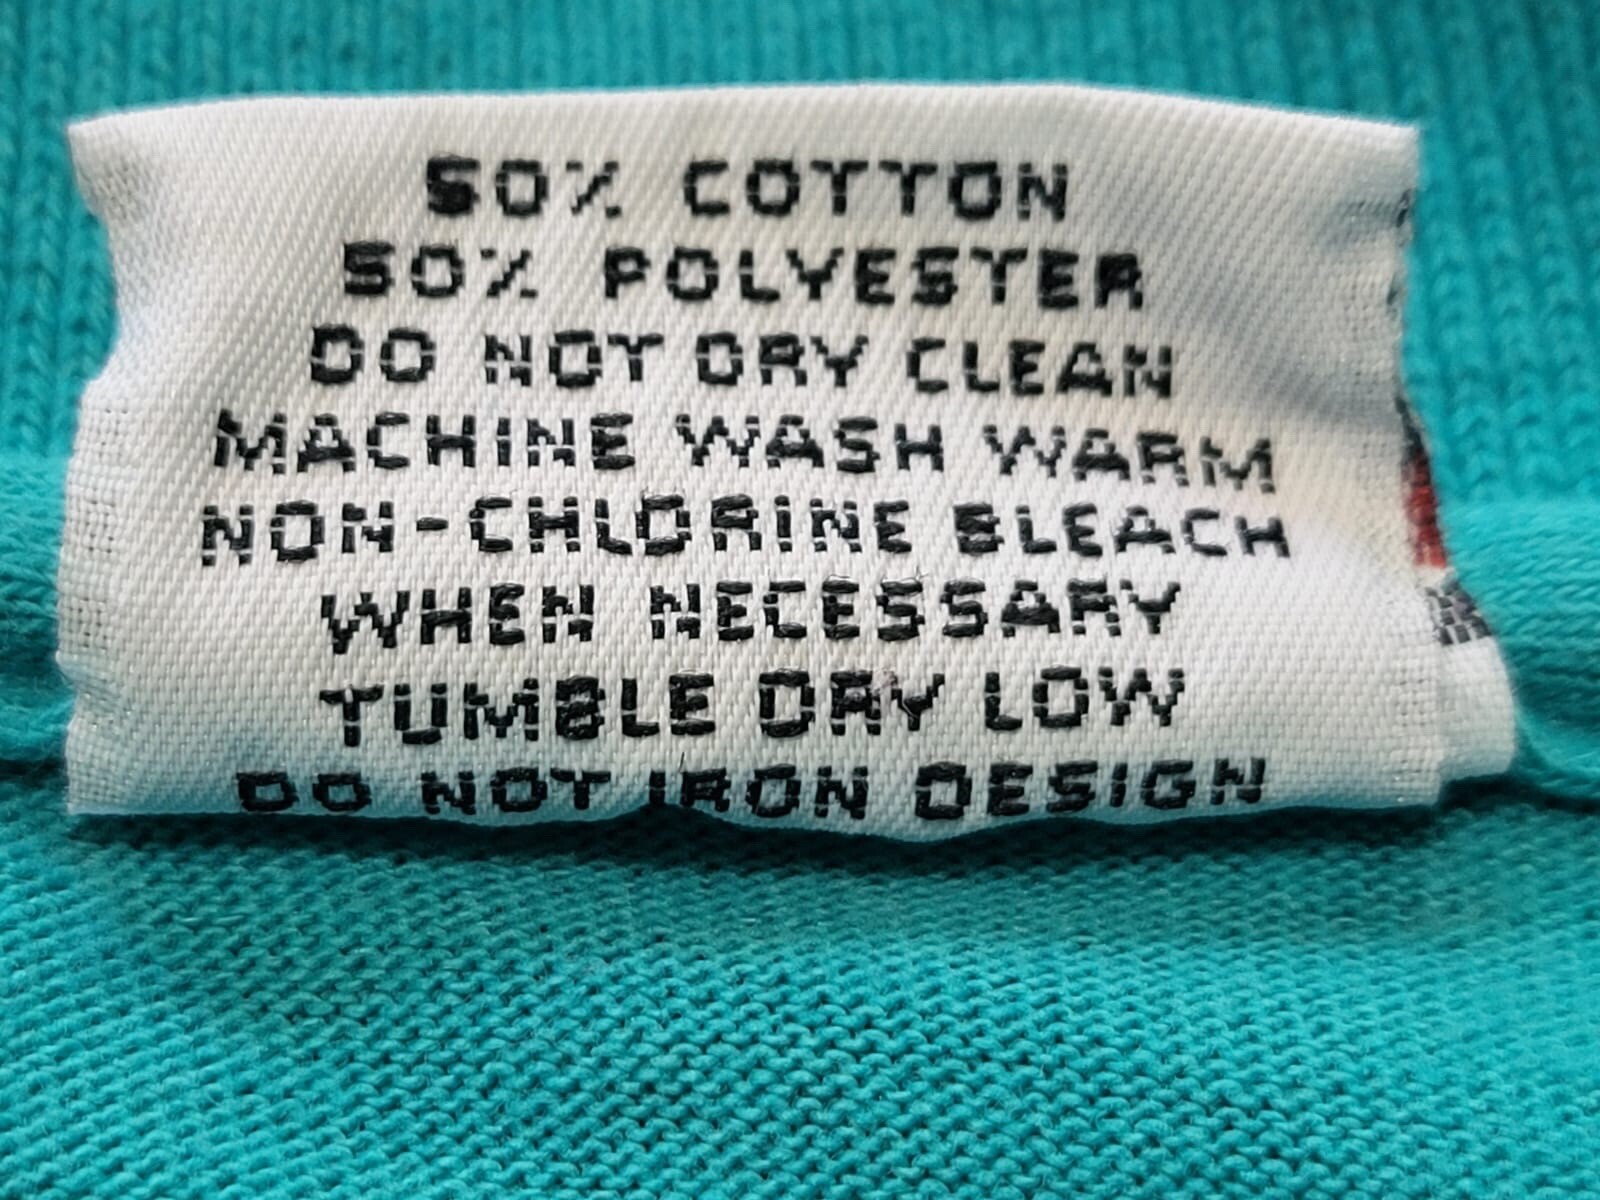 50% COTTON
50% POLYESTER
DO NOT DRY CLEAN
MACHINE WASH WARM
NON-CHLORINE BLEACH
WHEN NECESSARY
TUMBLE DRY LOW
DO NOT IRON DESIGN